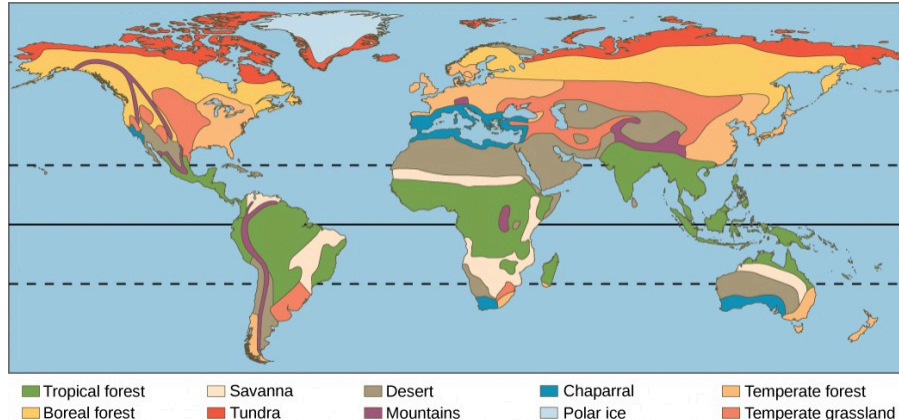 Tropical forest Savanna Desert Chaparral Temperate forest
Boreal forest Tundra Mountains Polar ice Temperate grassland